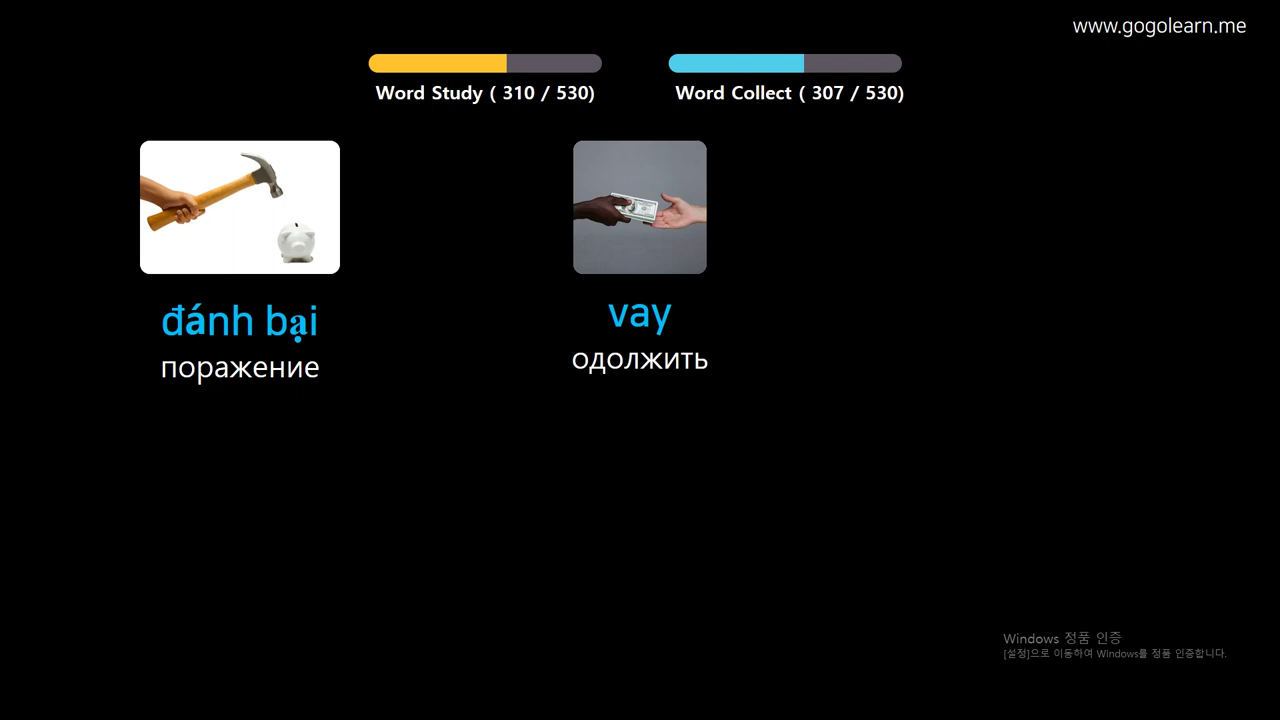 www.gogolearn.me
Word Study ( 310 / 530)
Word Collect ( 307 / 530)
đánh bại
поражение
vay
одолжить
Windows 정품 인증
[설정]으로 이동하여 Windows를 정품 인증합니다.